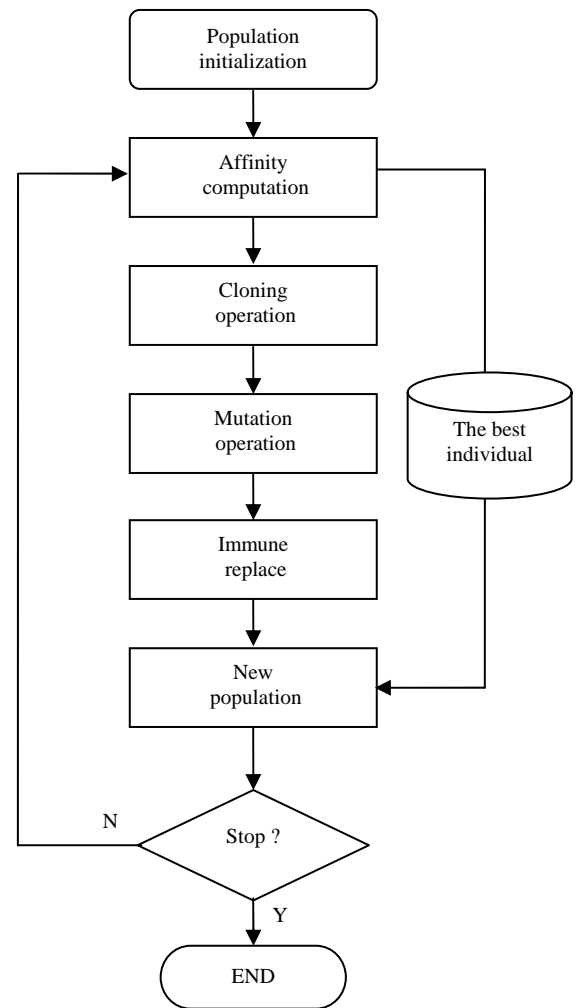 Population
initialization
Affinity
computation
Cloning
operation
Mutation
operation
The best
individual
Immune
replace
New
population
N
Stop ?
Y
END